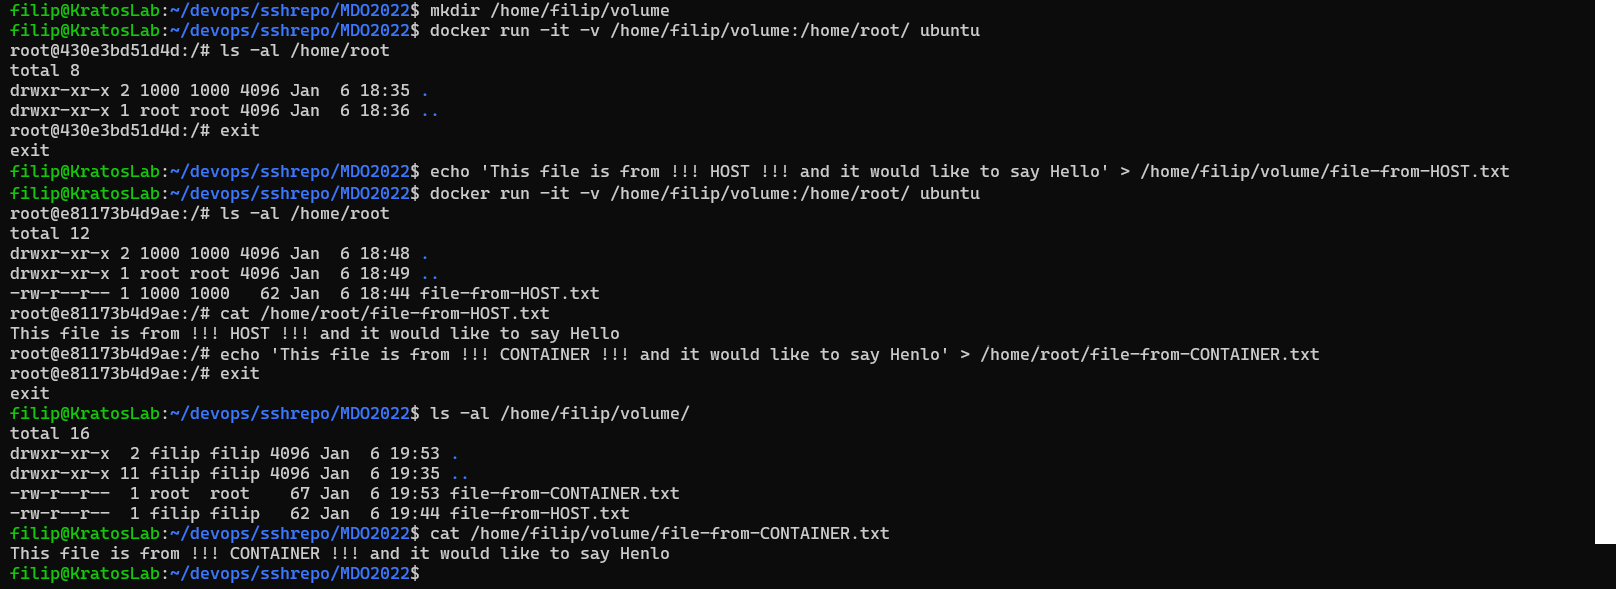 filip@KratosLab:~/devops/sshrepo/MDO2022$ mkdir /home/filip/volume
filip@KratosLab:~/devops/sshrepo/MDO2022$ docker run -it -v /home/filip/volume:/home/root/ ubuntu
root@430e3bd51d4d:/# ls -al /home/root
total 8
drwxr-xr-x 2 1000 1000 4096 Jan  6 18:35 .
drwxr-xr-x 1 root root 4096 Jan  6 18:36 ..
root@430e3bd51d4d:/# exit
exit
filip@KratosLab:~/devops/sshrepo/MDO2022$ echo 'This file is from !!! HOST !!! and it would like to say Hello' > /home/filip/volume/file-from-HOST.txt
filip@KratosLab:~/devops/sshrepo/MDO2022$ docker run -it -v /home/filip/volume:/home/root/ ubuntu
root@e81173b4d9ae:/# ls -al /home/root
total 12
drwxr-xr-x 2 1000 1000 4096 Jan  6 18:48 .
drwxr-xr-x 1 root root 4096 Jan  6 18:49 ..
-rw-r--r-- 1 1000 1000   62 Jan  6 18:44 file-from-HOST.txt
root@e81173b4d9ae:/# cat /home/root/file-from-HOST.txt
This file is from !!! HOST !!! and it would like to say Hello
root@e81173b4d9ae:/# echo 'This file is from !!! CONTAINER !!! and it would like to say Henlo' > /home/root/file-from-CONTAINER.txt
root@e81173b4d9ae:/# exit
exit
filip@KratosLab:~/devops/sshrepo/MDO2022$ ls -al /home/filip/volume/
total 16
drwxr-xr-x  2 filip filip 4096 Jan  6 19:53 .
drwxr-xr-x 11 filip filip 4096 Jan  6 19:35 ..
-rw-r--r--  1 root  root    67 Jan  6 19:53 file-from-CONTAINER.txt
-rw-r--r--  1 filip filip   62 Jan  6 19:44 file-from-HOST.txt
filip@KratosLab:~/devops/sshrepo/MDO2022$ cat /home/filip/volume/file-from-CONTAINER.txt
This file is from !!! CONTAINER !!! and it would like to say Henlo
filip@KratosLab:~/devops/sshrepo/MDO2022$